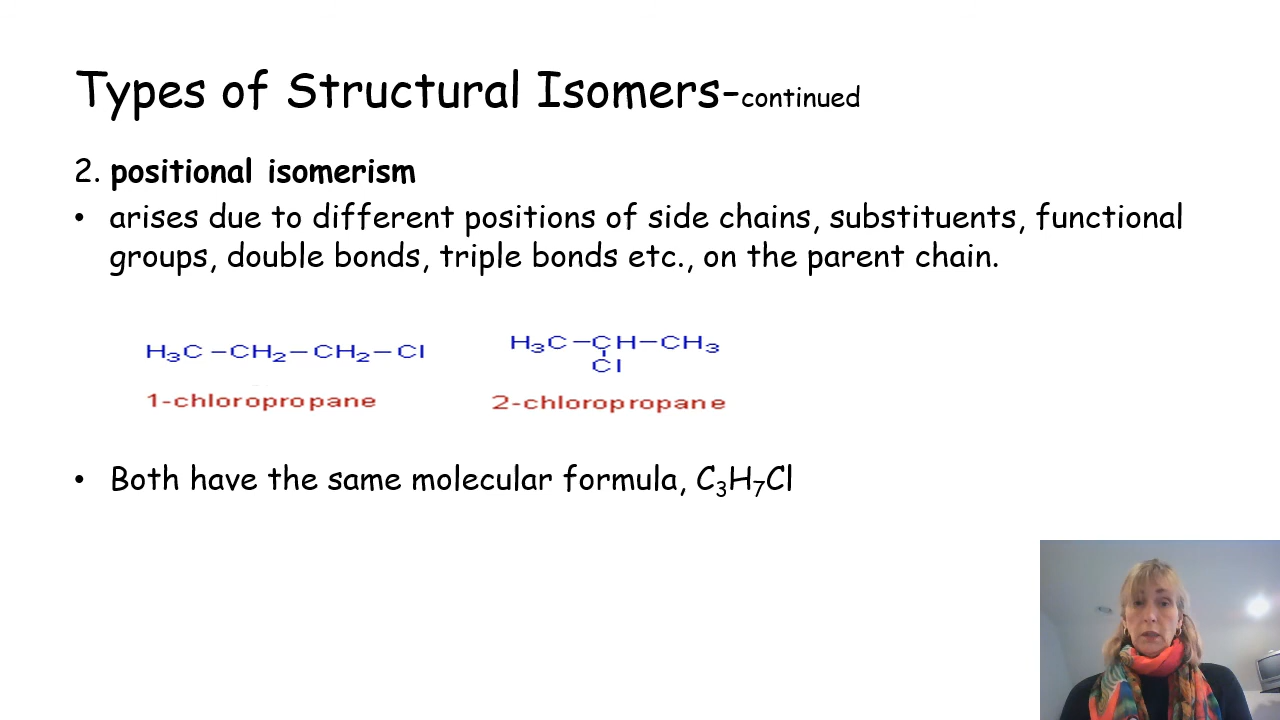 Types of Structural Isomers-continued
2. positional isomerism
• arises due to different positions of side chains, substituents, functional
groups, double bonds, triple bonds etc., on the parent chain.
H₃C–CH₂–CH₂–Cl
1-chloropropane
H₃C–CH–CH₃
Cl
2-chloropropane
• Both have the same molecular formula, C₃H₇Cl